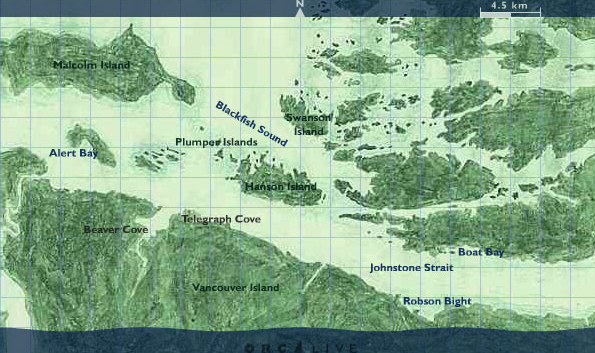 N
4.5 km
Malcolm Island
Blackfish Sound
Swanson
Island
Plumper Islands
Alert Bay
Hanson Island
Telegraph Cove
Beaver Cove
Boat Bay
Johnstone Strait
Vancouver Island
Robson Bight
ORCALIVE